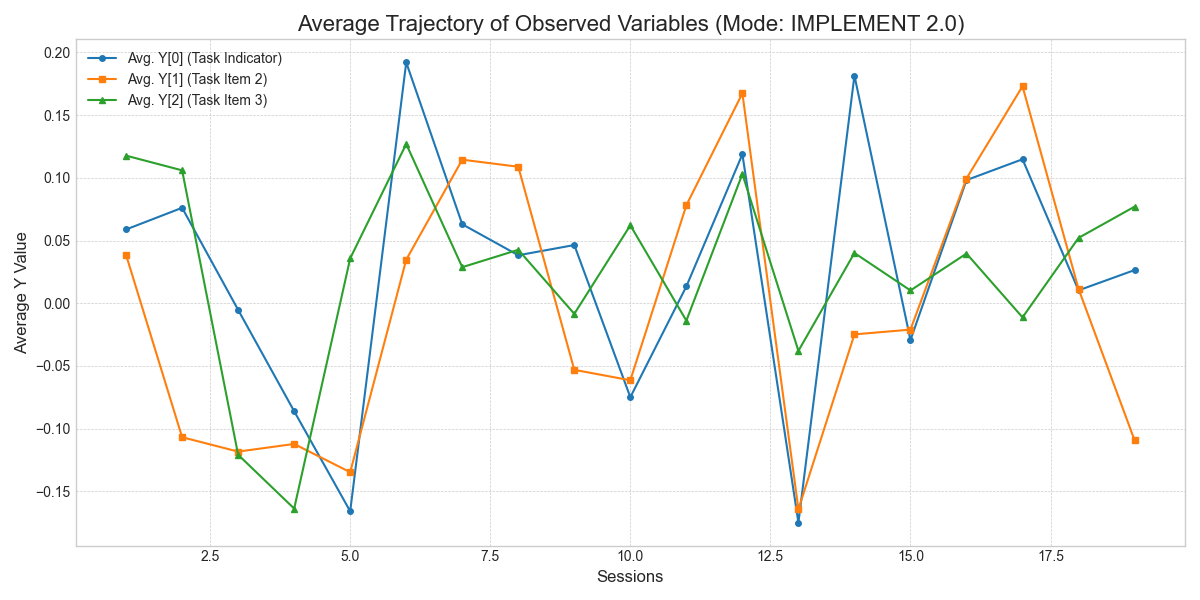 Average Trajectory of Observed Variables (Mode: IMPLEMENT 2.0)
Avg. Y[0] (Task Indicator)
Avg. Y[1] (Task Item 2)
Avg. Y[2] (Task Item 3)
Average Y Value
0.20
0.15
0.10
0.05
0.00
−0.05
−0.10
−0.15
2.5 5.0 7.5 10.0 12.5 15.0 17.5
Sessions